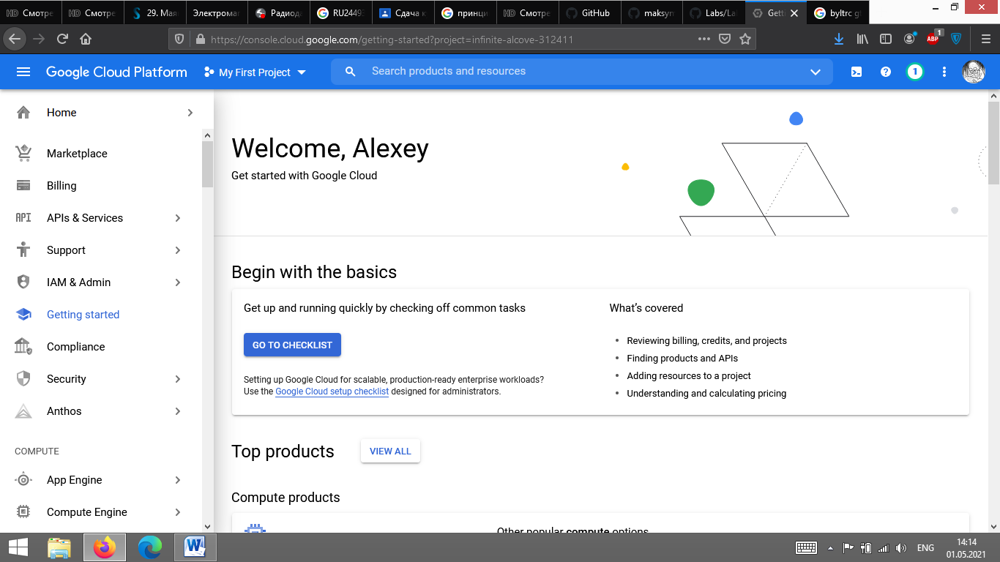 HD Смотре
HD Смотре
29. Мая
Электромаг
Радиод
RU2449
Сдача к
принци
HD Смотре
GitHub
maksym
Labs/La
Getti
byltrc g
https://console.cloud.google.com/getting-started?project=infinite-alcove-312411
ABP
1
Google Cloud Platform
My First Project
Search products and resources
1
Home
Marketplace
Billing
API
APIs & Services
Support
IAM & Admin
Getting started
Compliance
Security
Anthos
COMPUTE
App Engine
Compute Engine
Welcome, Alexey
Get started with Google Cloud
Begin with the basics
Get up and running quickly by checking off common tasks
GO TO CHECKLIST
Setting up Google Cloud for scalable, production-ready enterprise workloads?
Use the Google Cloud setup checklist designed for administrators.
What's covered
• Reviewing billing, credits, and projects
• Finding products and APIs
• Adding resources to a project
• Understanding and calculating pricing
Top products
VIEW ALL
Compute products
Other popular compute options
W
ENG
14:14
01.05.2021